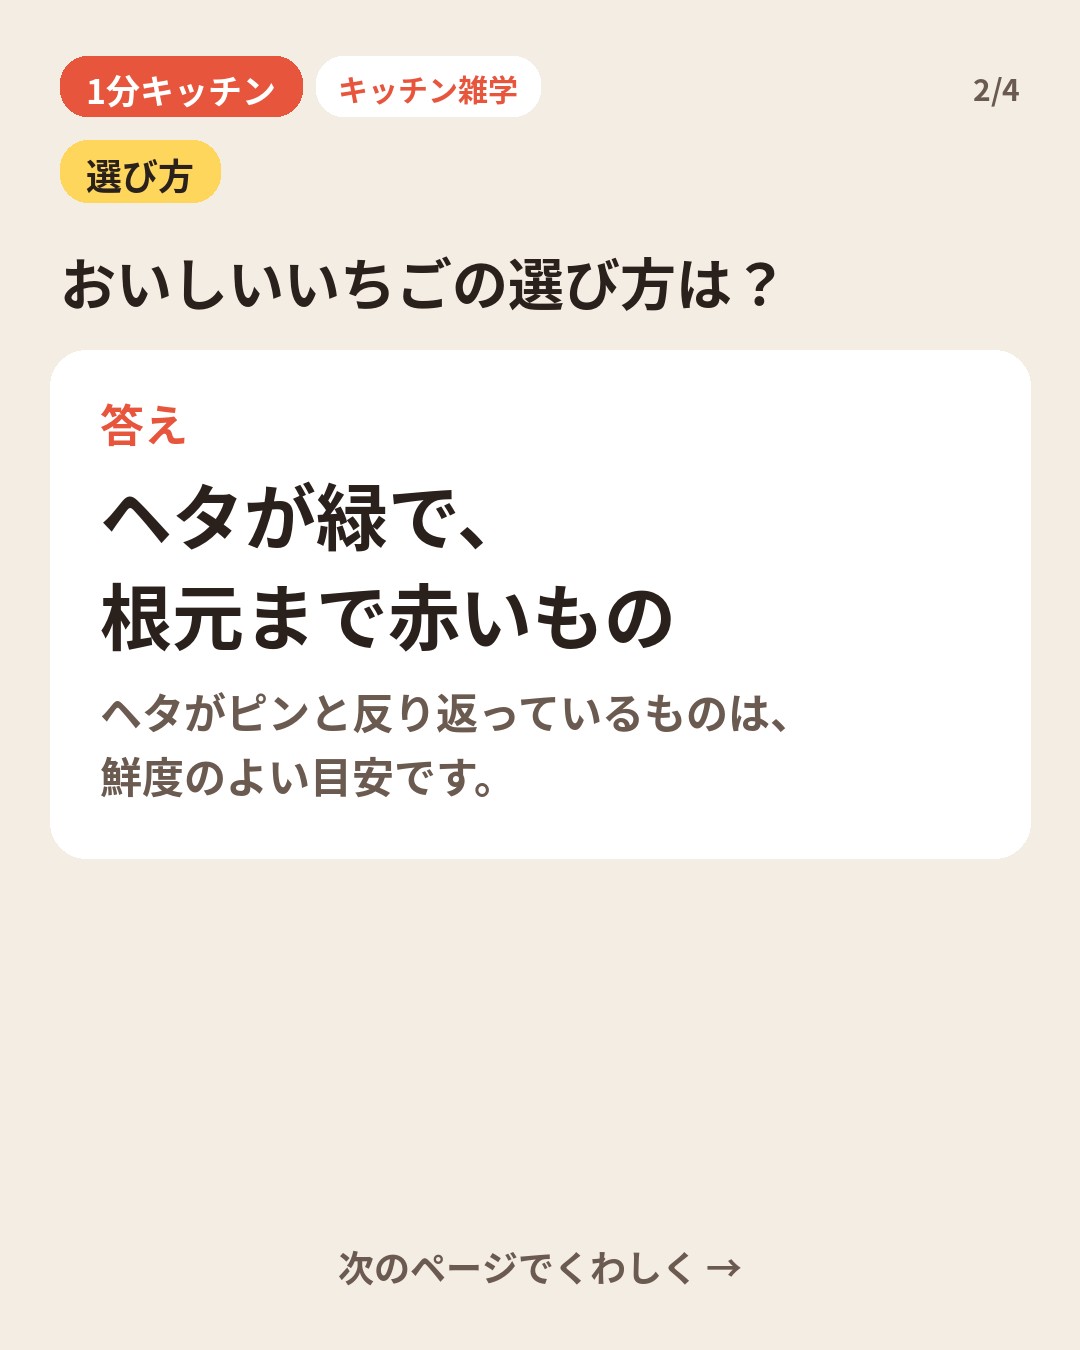 1分キッチン
キッチン雑学
2/4
選び方
おいしいいちごの選び方は？
答え
ヘタが緑で、
根元まで赤いもの
ヘタがピンと反り返っているものは、
鮮度のよい目安です。
次のページでくわしく →